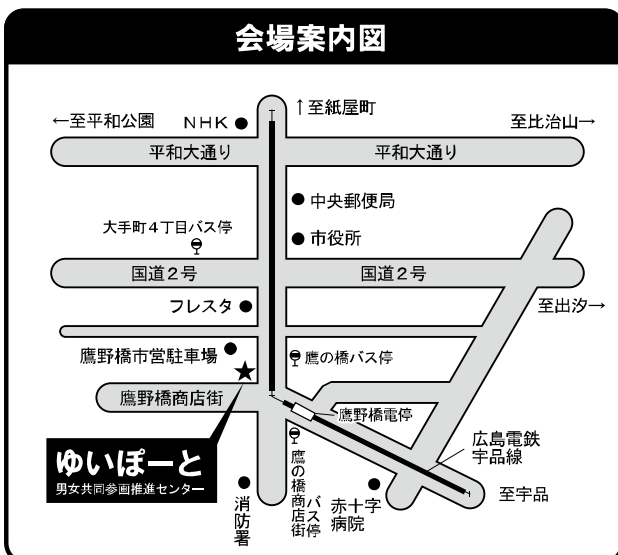 会場案内図
↑至紙屋町
←至平和公園
NHK
至比治山→
平和大通り
平和大通り
中央郵便局
大手町4丁目バス停
市役所
国道2号
国道2号
フレスタ
至出汐→
鷹野橋市営駐車場
鷹の橋バス停
鷹野橋商店街
鷹野橋電停
ゆいぽーと
男女共同参画推進センター
広島電鉄
宇品線
至宇品
消防署
鷹の橋商店街
バス停
赤十字
病院